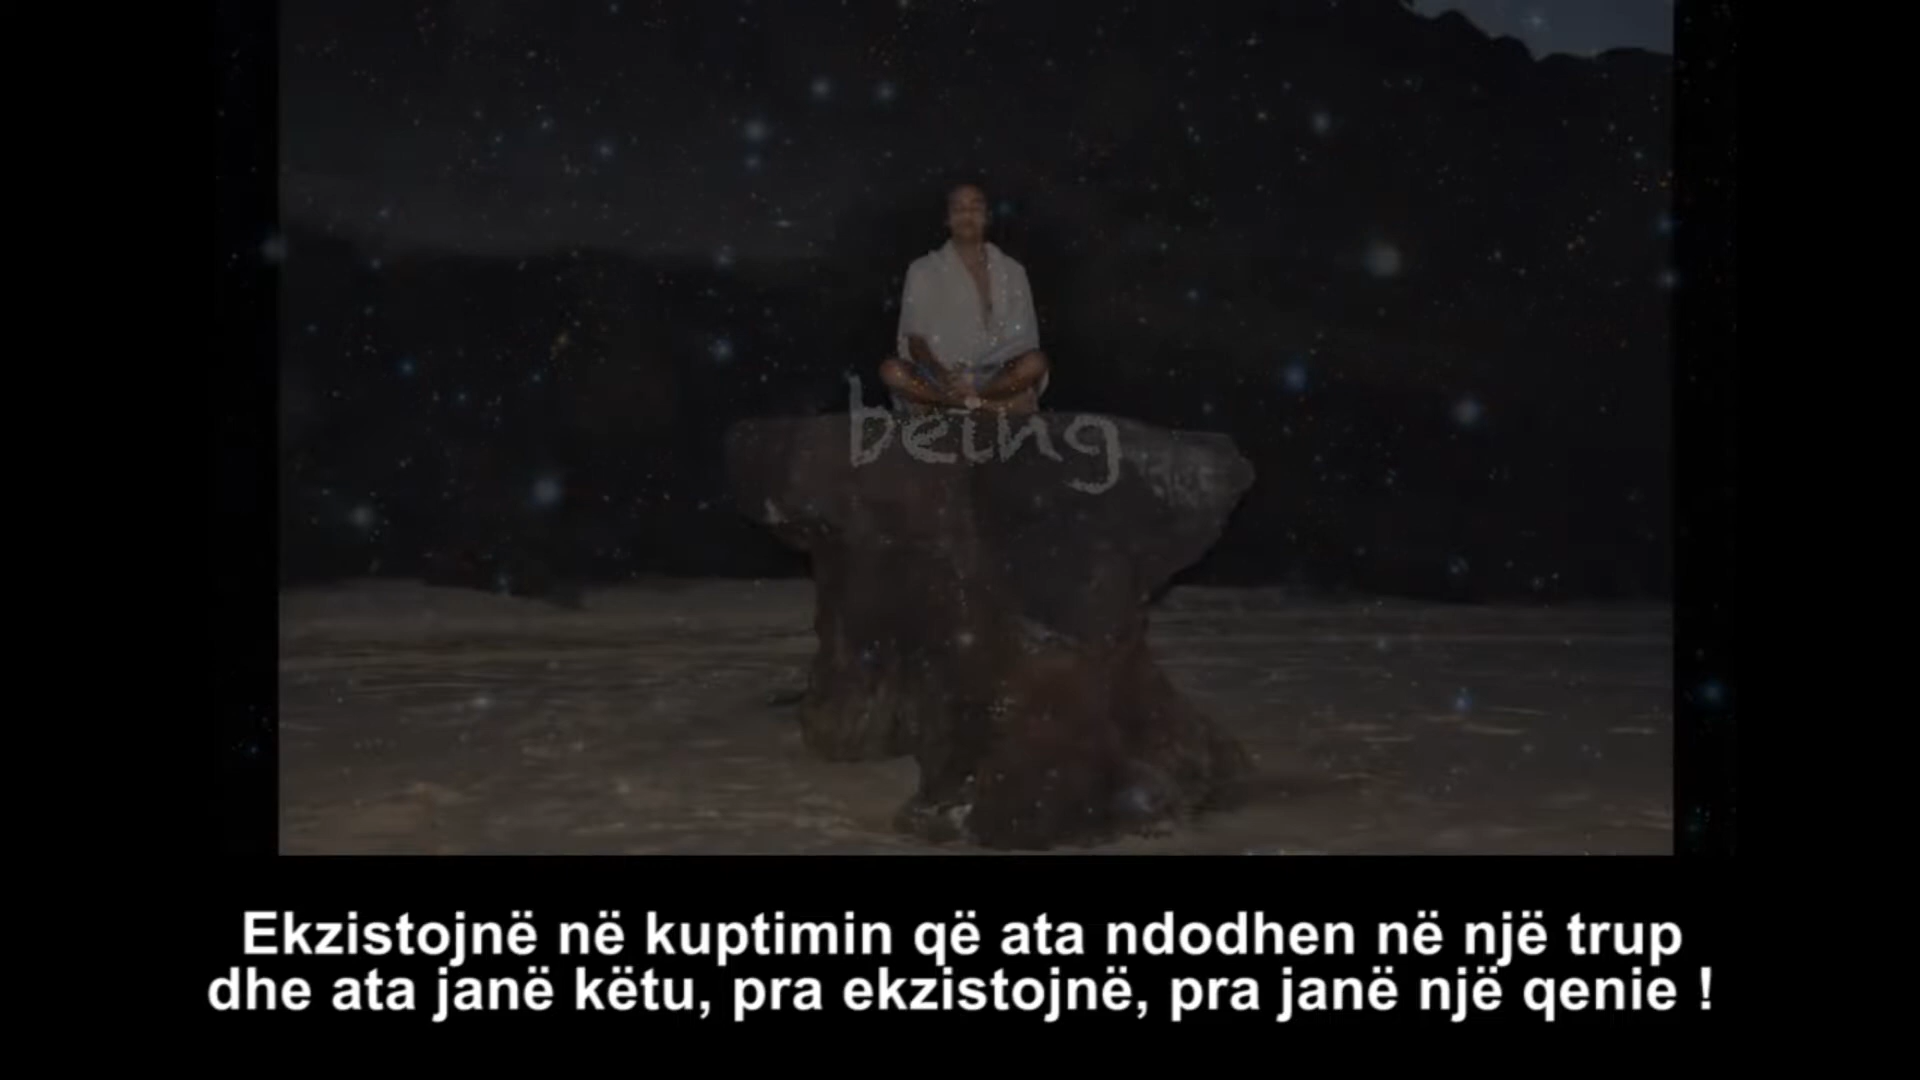 being
Ekzistojnë në kuptimin që ata ndodhen në një trup
dhe ata janë këtu, pra ekzistojnë, pra janë një qenie !